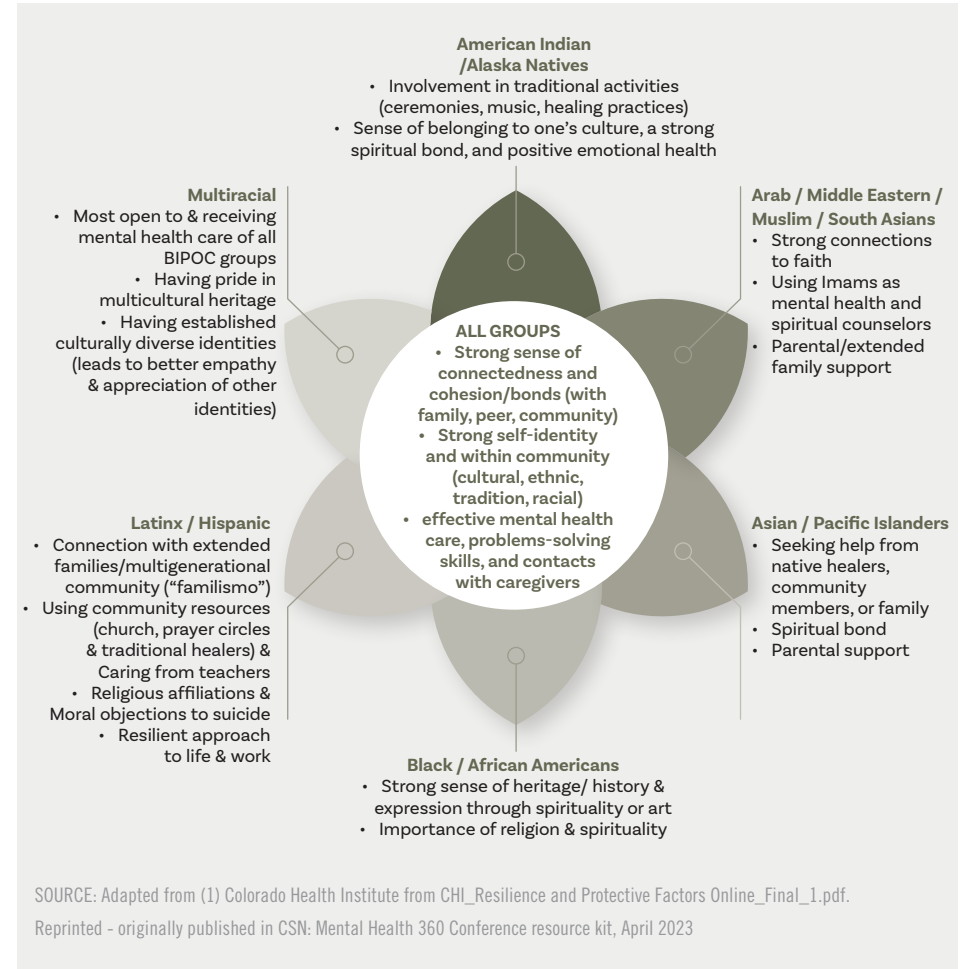 American Indian
/Alaska Natives
• Involvement in traditional activities
(ceremonies, music, healing practices)
• Sense of belonging to one's culture, a strong
spiritual bond, and positive emotional health
Multiracial
• Most open to & receiving
mental health care of all
BIPOC groups
• Having pride in
multicultural heritage
• Having established
culturally diverse identities
(leads to better empathy
& appreciation of other
identities)
Arab / Middle Eastern /
Muslim / South Asians
• Strong connections
to faith
• Using Imams as
mental health and
spiritual counselors
• Parental/extended
family support
ALL GROUPS
• Strong sense of
connectedness and
cohesion/bonds (with
family, peer, community)
• Strong self-identity
and within community
(cultural, ethnic,
tradition, racial)
• effective mental health
care, problems-solving
skills, and contacts
with caregivers
Latinx / Hispanic
• Connection with extended
families/multigenerational
community (“familismo”)
• Using community resources
(church, prayer circles
& traditional healers) &
Caring from teachers
• Religious affiliations &
Moral objections to suicide
• Resilient approach
to life & work
Asian / Pacific Islanders
• Seeking help from
native healers,
community
members, or family
• Spiritual bond
• Parental support
Black / African Americans
• Strong sense of heritage/ history &
expression through spirituality or art
• Importance of religion & spirituality
SOURCE: Adapted from (1) Colorado Health Institute from CHI_Resilience and Protective Factors Online_Final_1.pdf.
Reprinted - originally published in CSN: Mental Health 360 Conference resource kit, April 2023